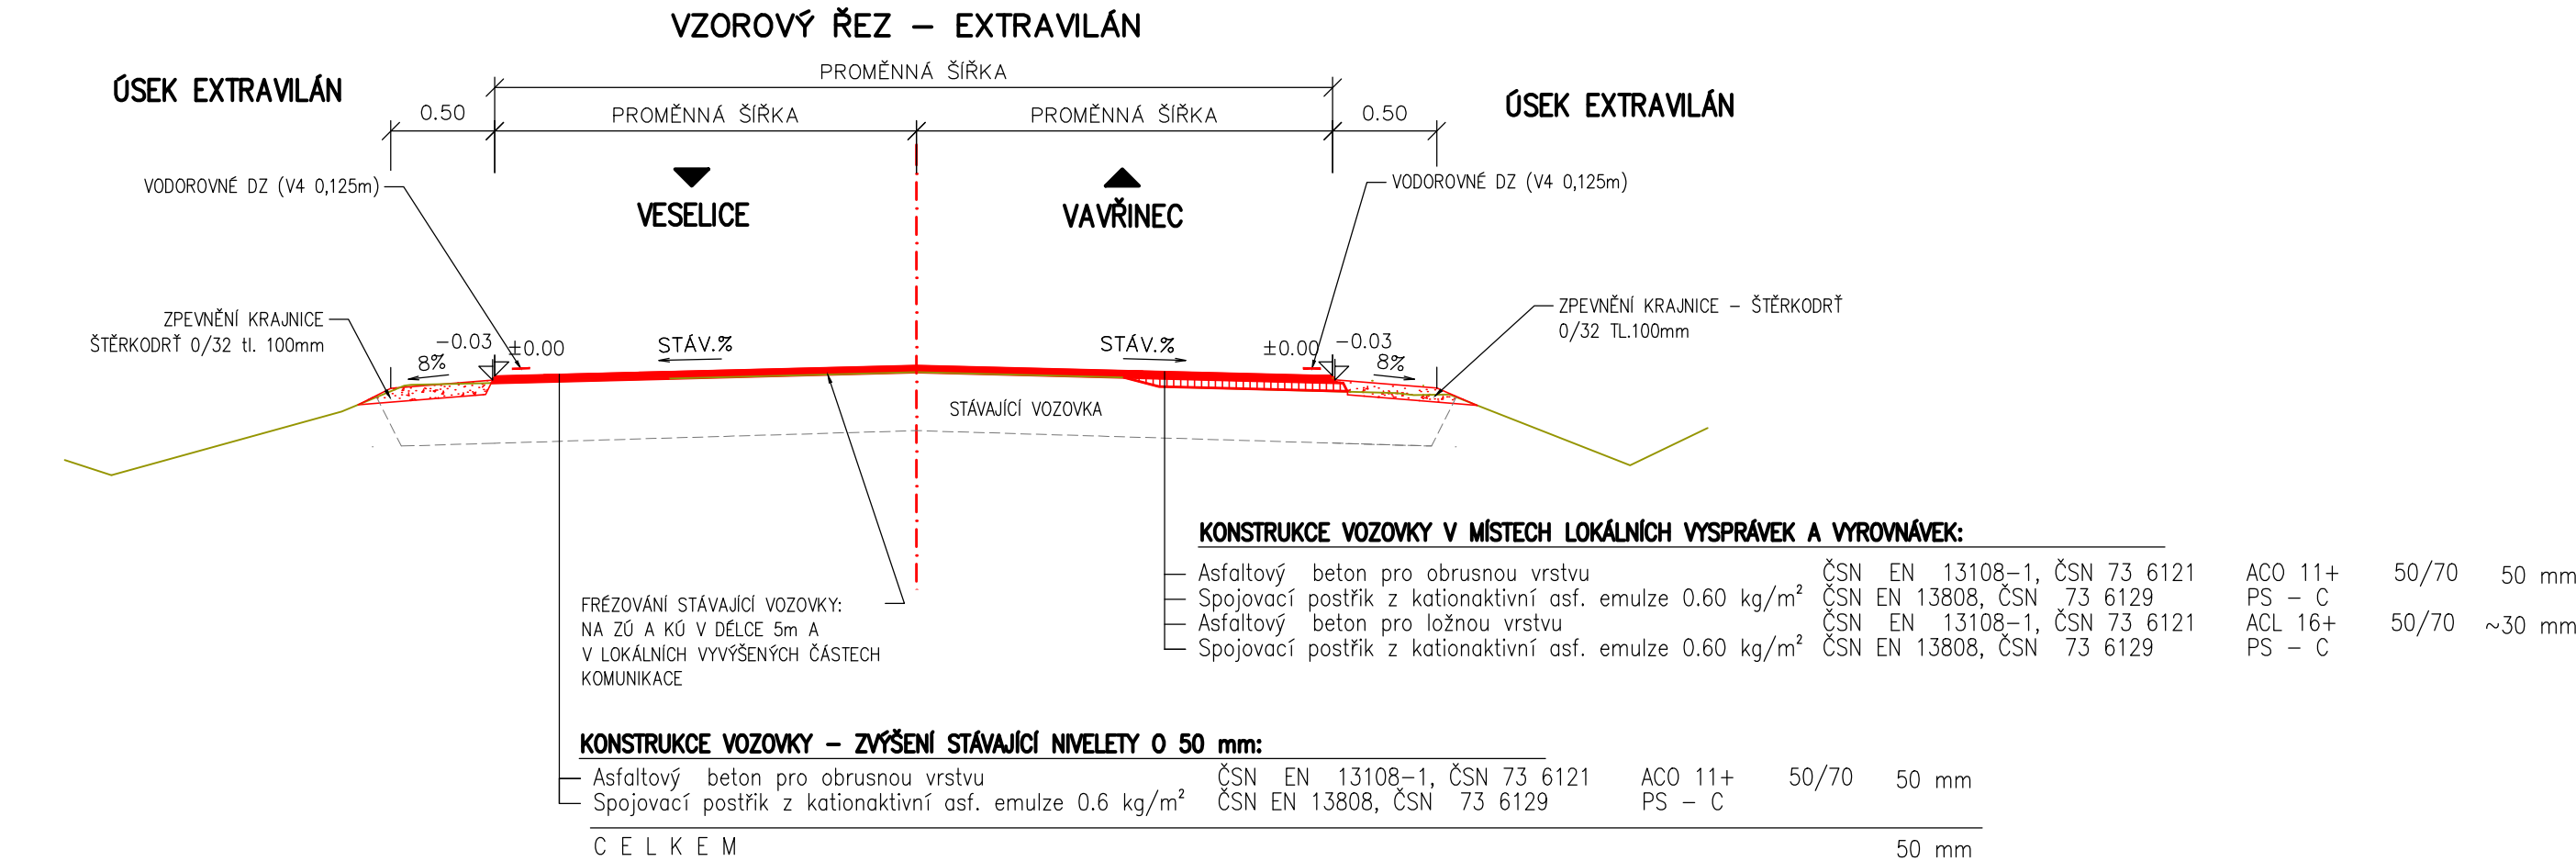 VZOROVÝ ŘEZ – EXTRAVILÁN
ÚSEK EXTRAVILÁN
PROMĚNNÁ ŠÍŘKA
ÚSEK EXTRAVILÁN
0.50
PROMĚNNÁ ŠÍŘKA
PROMĚNNÁ ŠÍŘKA
0.50
VODOROVNÉ DZ (V4 0,125m)
VODOROVNÉ DZ (V4 0,125m)
VESELICE
VAVŘINEC
ZPEVNĚNÍ KRAJNICE
ŠTĚRKODRŤ 0/32 tl. 100mm
ZPEVNĚNÍ KRAJNICE – ŠTĚRKODRŤ
0/32 TL.100mm
–0.03
±0.00
8%
STÁV.%
STÁV.%
±0.00
–0.03
8%
STÁVAJÍCÍ VOZOVKA
KONSTRUKCE VOZOVKY V MÍSTECH LOKÁLNÍCH VYSPRÁVEK A VYROVNÁVEK:
Asfaltový beton pro obrusnou vrstvu ČSN EN 13108–1, ČSN 73 6121 ACO 11+ 50/70 50 mm
Spojovací postřik z kationaktivní asf. emulze 0.60 kg/m² ČSN EN 13808, ČSN 73 6129 PS – C
Asfaltový beton pro ložnou vrstvu ČSN EN 13108–1, ČSN 73 6121 ACL 16+ 50/70 ~30 mm
Spojovací postřik z kationaktivní asf. emulze 0.60 kg/m² ČSN EN 13808, ČSN 73 6129 PS – C
FRÉZOVÁNÍ STÁVAJÍCÍ VOZOVKY:
NA ZÚ A KÚ V DÉLCE 5m A
V LOKÁLNÍCH VYVÝŠENÝCH ČÁSTECH
KOMUNIKACE
KONSTRUKCE VOZOVKY – ZVÝŠENÍ STÁVAJÍCÍ NIVELETY O 50 mm:
Asfaltový beton pro obrusnou vrstvu ČSN EN 13108–1, ČSN 73 6121 ACO 11+ 50/70 50 mm
Spojovací postřik z kationaktivní asf. emulze 0.6 kg/m² ČSN EN 13808, ČSN 73 6129 PS – C
C E L K E M 50 mm